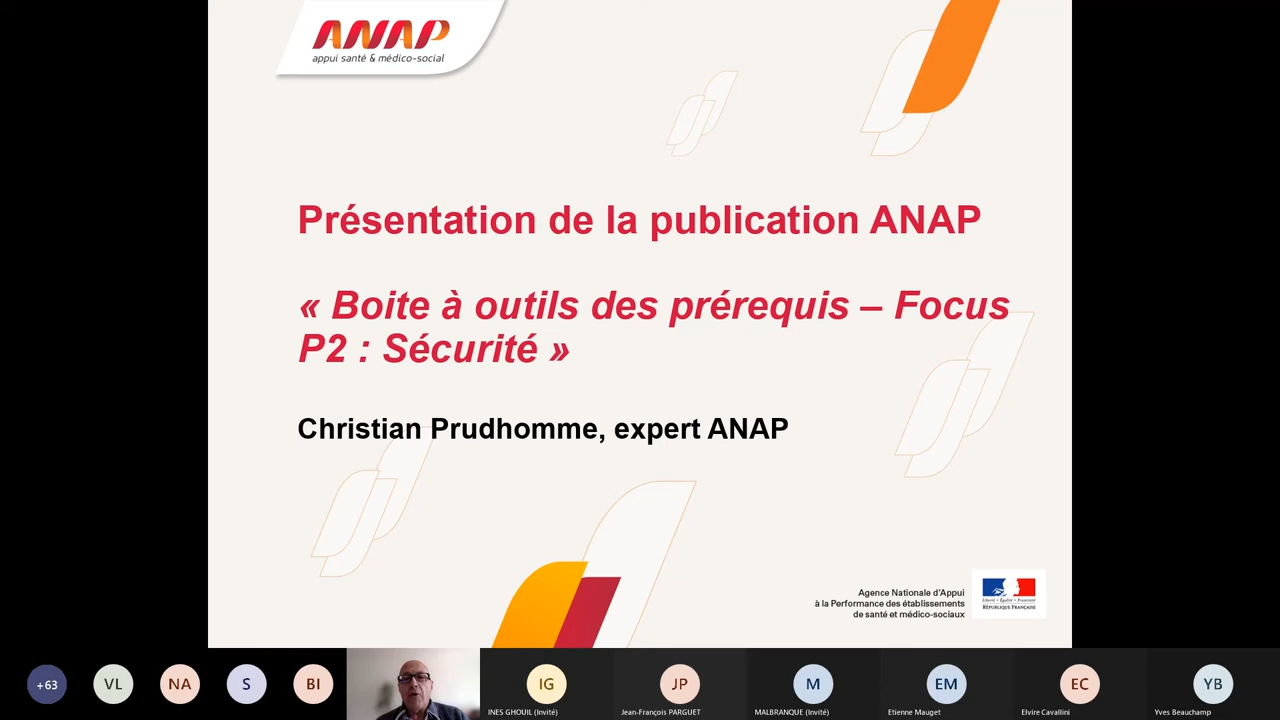 ANAP
appui santé & médico-social
Présentation de la publication ANAP
« Boite à outils des prérequis – Focus
P2 : Sécurité »
Christian Prudhomme, expert ANAP
Agence Nationale d'Appui
à la Performance des établissements
de santé et médico-sociaux
Liberté • Égalité • Fraternité
RÉPUBLIQUE FRANÇAISE
+63
VL
NA
S
BI
IG
JP
M
EM
EC
YB
INES GHOUIL (Invité)
Jean-François PARGUET
MALBRANQUE (Invité)
Etienne Mauget
Elvire Cavallini
Yves Beauchamp